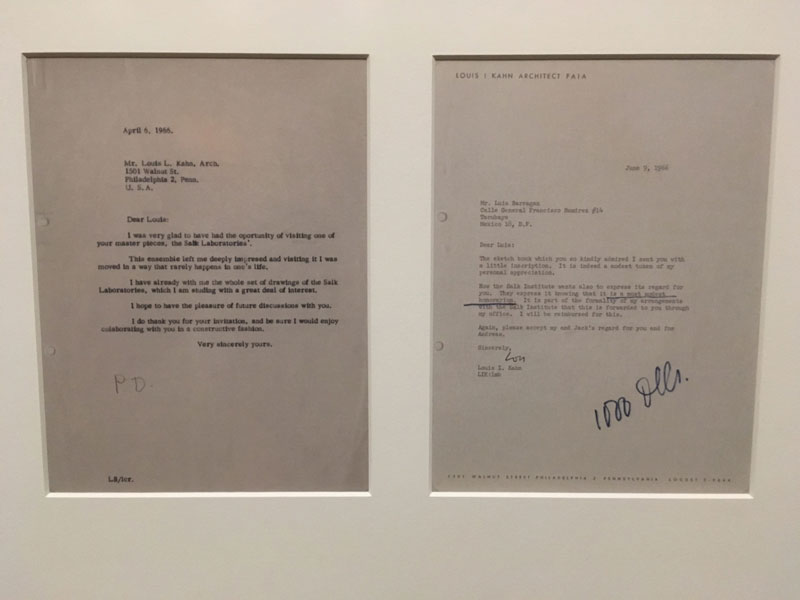 April 6, 1966.
Mr. Louis L. Kahn, Arch.
1501 Walnut St.
Philadelphia 2, Penn.
U. S. A.
Dear Louis:
I was very glad to have had the oportunity of visiting one of
your master pieces, the Salk Laboratories'.
This ensemble left me deeply impresed and visiting it I was
moved in a way that rarely happens in one's life.
I have already with me the whole set of drawings of the Salk
Laboratories, which I am studing with a great deal of interest.
I hope to have the pleasure of future discussions with you.
I do thank you for your invitation, and be sure I would enjoy
colaborating with you in a constructive fashion.
Very sincerely yours.
P.D.
LB/icr.
LOUIS I KAHN ARCHITECT FAIA
June 9, 1966
Mr. Luis Barragan
Calle General Francisco Ramirez #14
Tacubaya
Mexico 18, D.F.
Dear Luis:
The sketch book which you so kindly admired I sent you with
a little inscription. It is indeed a modest token of my
personal appreciation.
Now the Salk Institute wants also to express its regard for
you. They express it knowing that it is a most modest
honorarium. It is part of the formality of my arrangements
with the Salk Institute that this is forwarded to you through
my office. I will be reimbursed for this.
Again, please accept my and Jack's regard for you and for
Andreas.
Sincerely,
Lou
Louis I. Kahn
LIK:
1000 Dlls.
1501 WALNUT STREET PHILADELPHIA 2 PENNSYLVANIA LOCUST